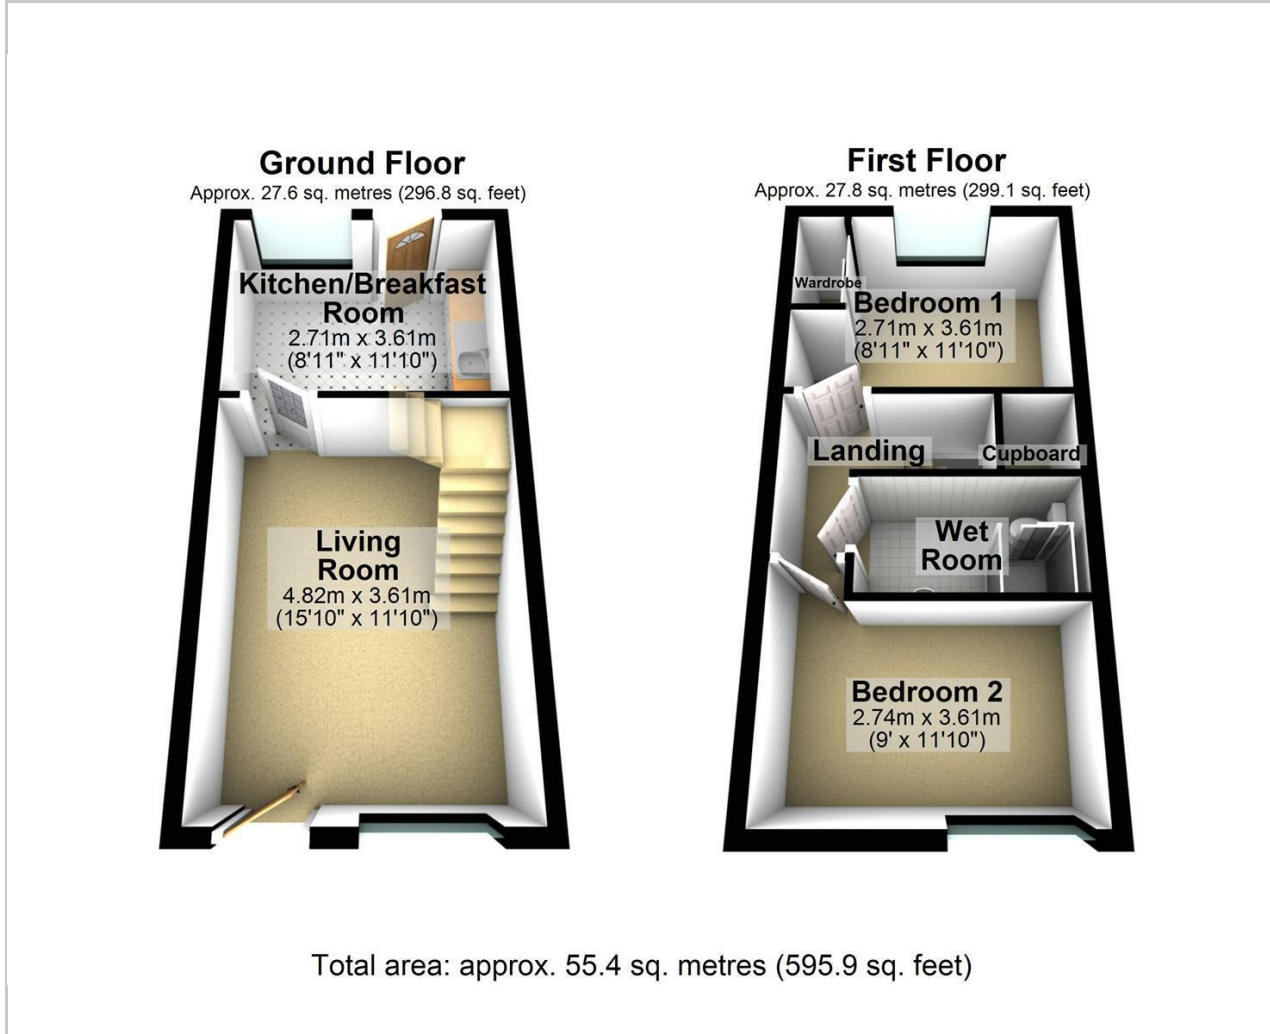 Ground Floor
Approx. 27.6 sq. metres (296.8 sq. feet)
Kitchen/Breakfast
Room
2.71m x 3.61m
(8'11" x 11'10")
Living
Room
4.82m x 3.61m
(15'10" x 11'10")
First Floor
Approx. 27.8 sq. metres (299.1 sq. feet)
Wardrobe
Bedroom 1
2.71m x 3.61m
(8'11" x 11'10")
Landing
Cupboard
Wet
Room
Bedroom 2
2.74m x 3.61m
(9' x 11'10")
Total area: approx. 55.4 sq. metres (595.9 sq. feet)